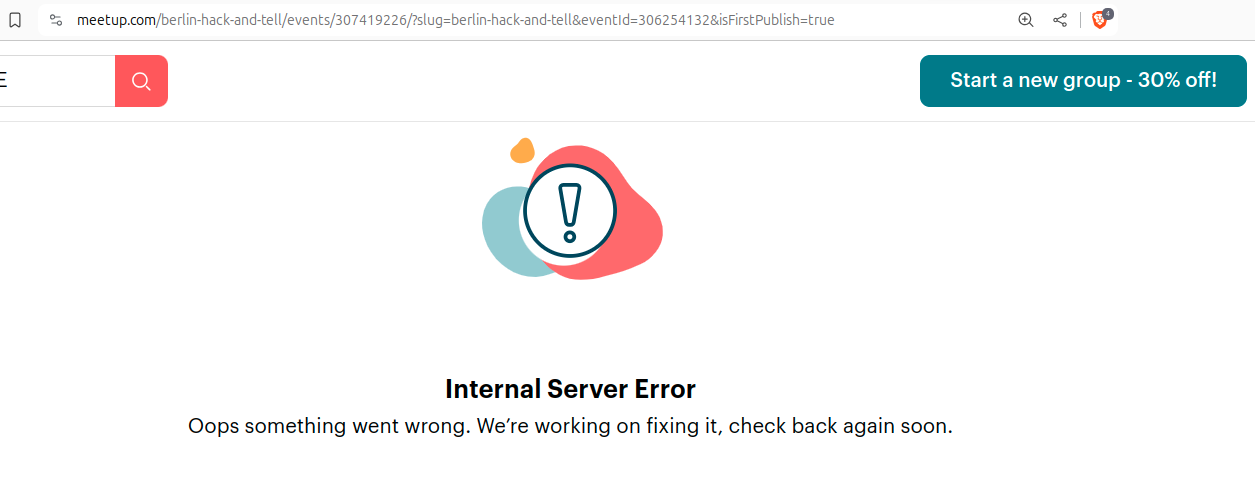 meetup.com/berlin-hack-and-tell/events/307419226/?slug=berlin-hack-and-tell&eventId=306254132&isFirstPublish=true
4
E
Start a new group - 30% off!
Internal Server Error
Oops something went wrong. We’re working on fixing it, check back again soon.